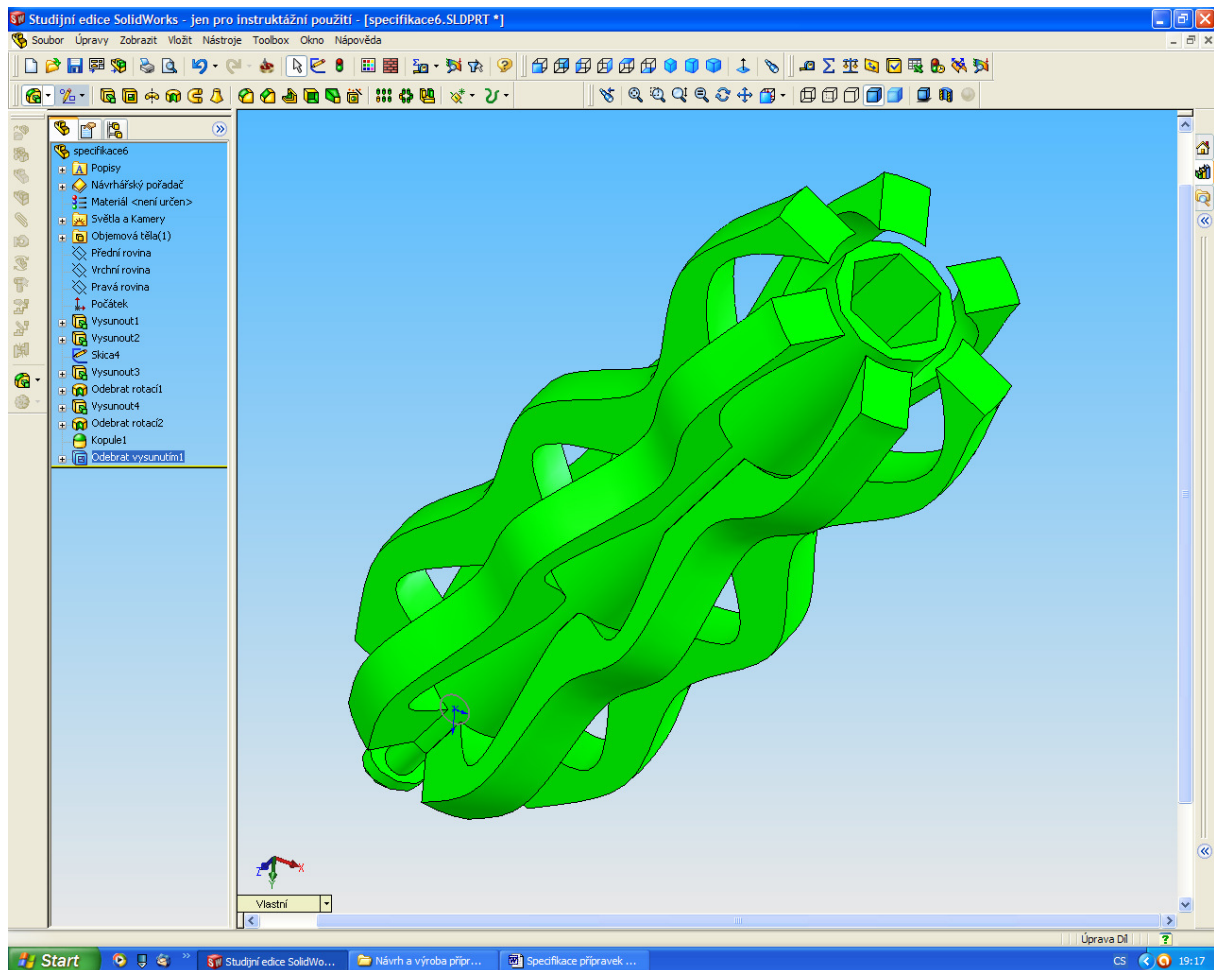 Studijní edice SolidWorks - jen pro instruktážní použití - [specifikace6.SLDPRT *]
Soubor Úpravy Zobrazit Vložit Nástroje Toolbox Okno Nápověda
specifikace6
A Popisy
Návrhářský pořadač
Materiál <není určen>
Světla a Kamery
Objemová těla(1)
Přední rovina
Vrchní rovina
Pravá rovina
Počátek
Vysunout1
Vysunout2
Skica4
Vysunout3
Odebrat rotací1
Vysunout4
Odebrat rotací2
Kopule1
Odebrat vysunutím1
Z X
Y
Vlastní
Úprava Díl
Start
Studijní edice SolidWo...
Návrh a výroba přípr...
Specifikace přípravek ...
CS
19:17